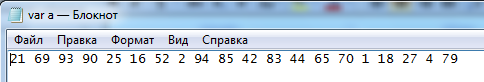 var a — Блокнот
Файл Правка Формат Вид Справка
21 69 93 90 25 16 52 2 94 85 42 83 44 65 70 1 18 27 4 79